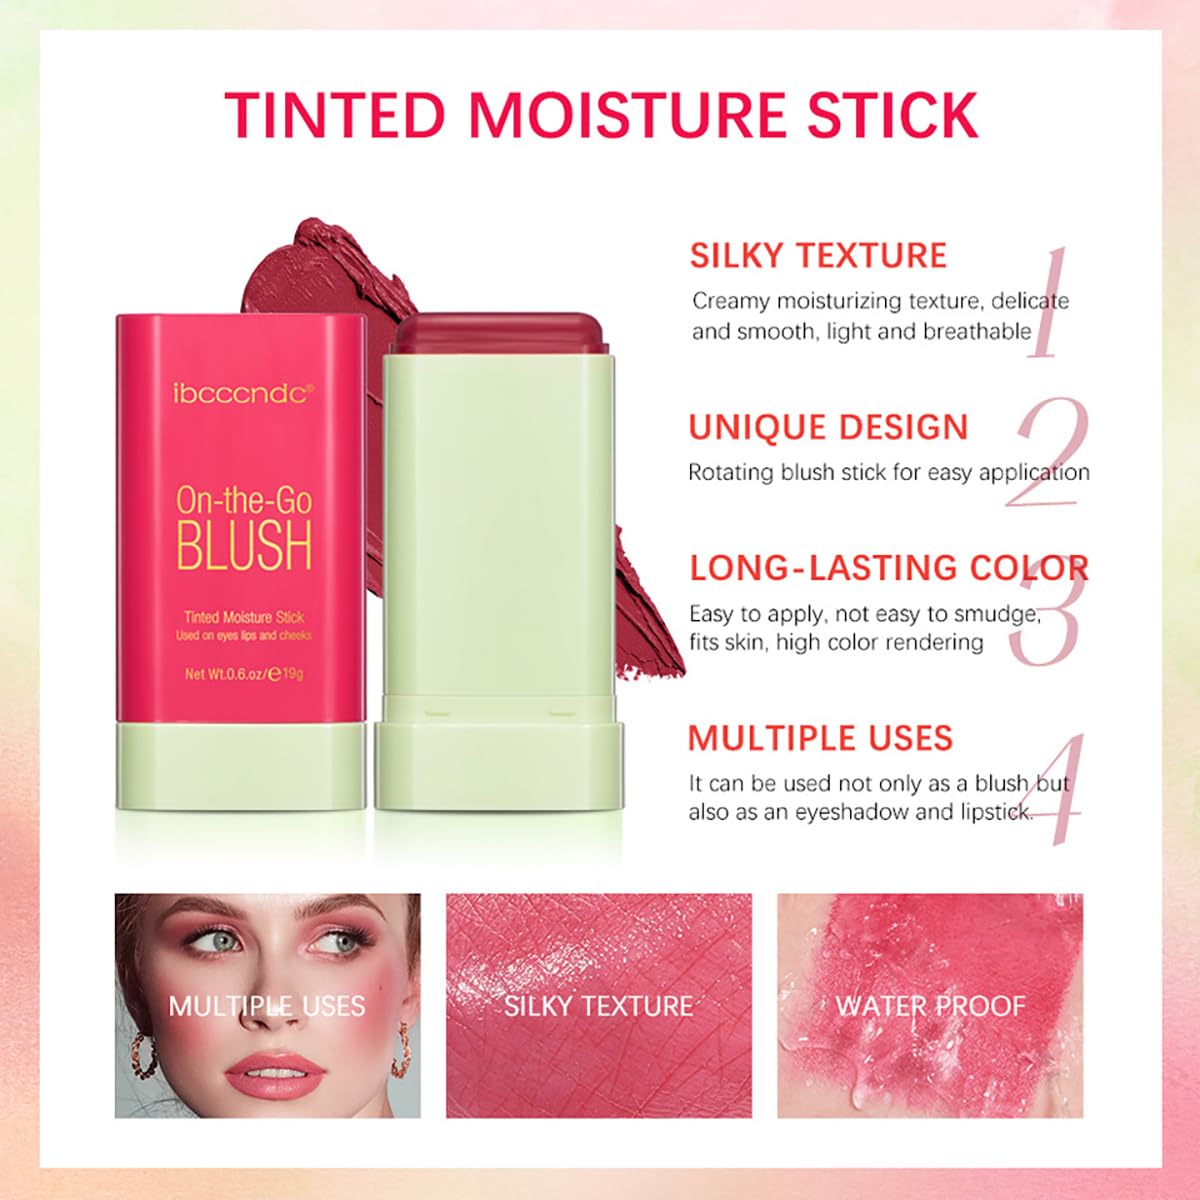 TINTED MOISTURE STICK
ibcccndc®
On-the-Go
BLUSH
Tinted Moisture Stick
Used on eyes lips and cheeks
Net Wt.0.6.oz/℮19g
SILKY TEXTURE
1
Creamy moisturizing texture, delicate
and smooth, light and breathable
UNIQUE DESIGN
2
Rotating blush stick for easy application
LONG-LASTING COLOR
3
Easy to apply, not easy to smudge,
fits skin, high color rendering
MULTIPLE USES
4
It can be used not only as a blush but
also as an eyeshadow and lipstick.
MULTIPLE USES
SILKY TEXTURE
WATER PROOF